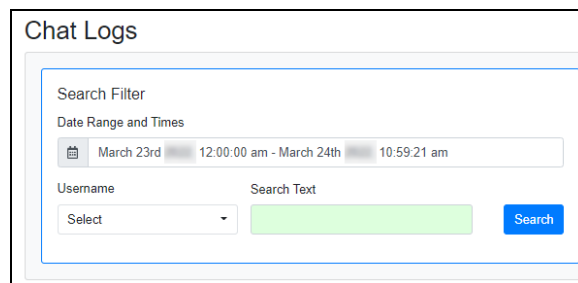 Chat Logs
Search Filter
Date Range and Times
March 23rd 12:00:00 am - March 24th 10:59:21 am
Username Search Text
Select Search